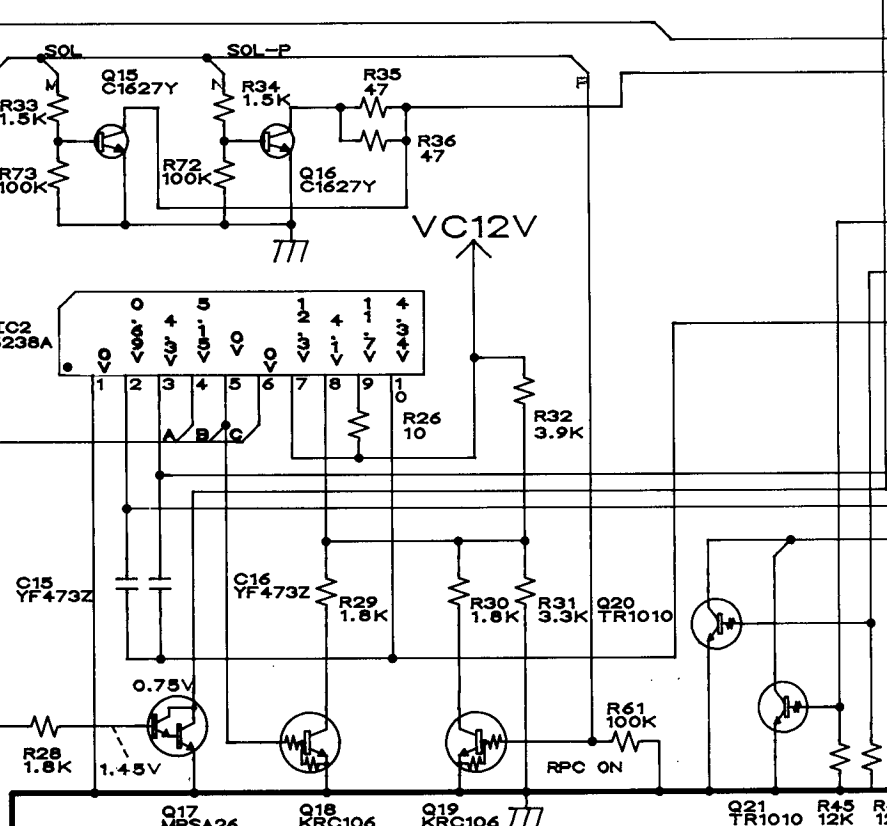 SOL
SOL-P
Q15
C1627Y
M
R33
1.5K
R34
1.5K
N
R35
47
R36
47
F
R73
100K
R72
100K
Q16
C1627Y
VC12V
IC2
5238A
0V
0.69V
4.3V
5.15V
0V
0V
12.3V
4.1V
11.7V
4.34V
1
2
3
4
5
6
7
8
9
10
A
B
C
R26
10
R32
3.9K
C15
YF473Z
C16
YF473Z
R29
1.8K
R30
1.8K
R31
3.3K
Q20
TR1010
0.75V
R28
1.8K
1.45V
R61
100K
RPC ON
Q17
MPSA26
Q18
KRC106
Q19
KRC106
Q21
TR1010
R45
12K